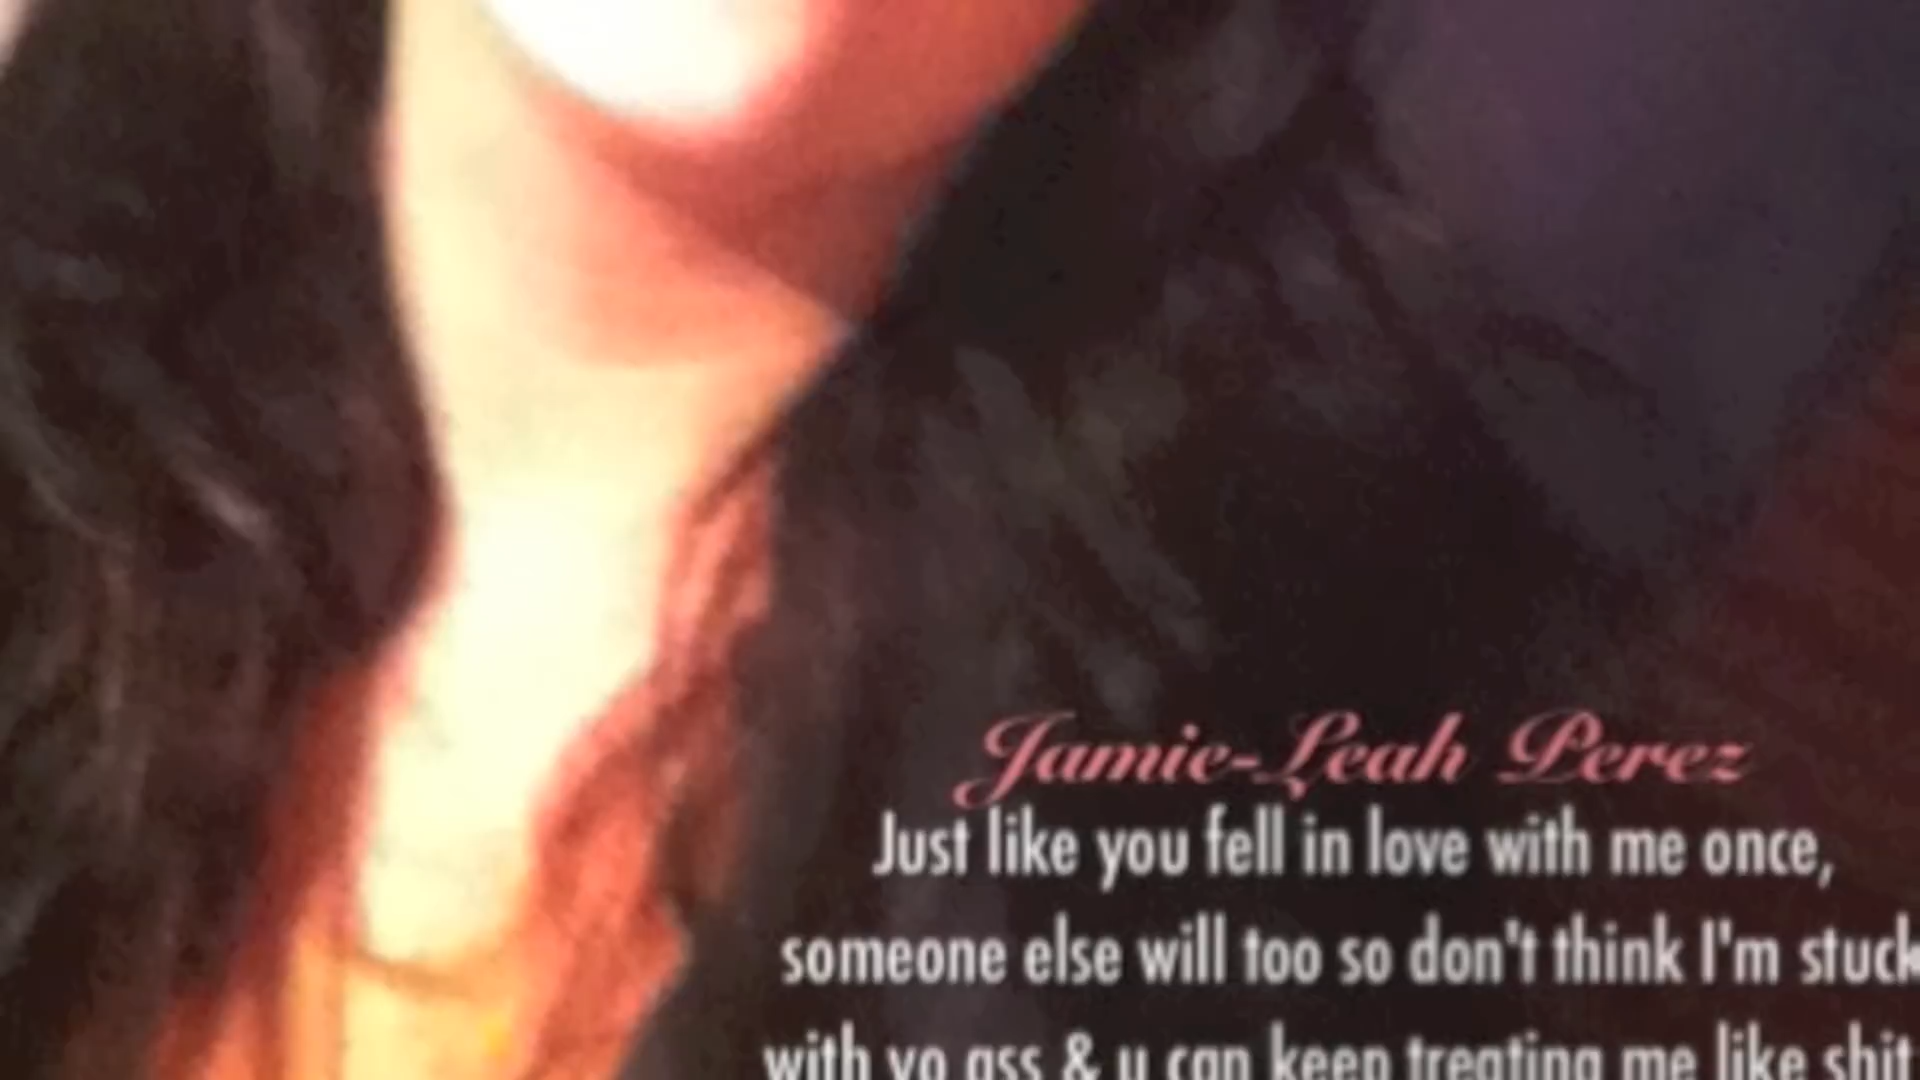 Jamie-Leah Perez
Just like you fell in love with me once,
someone else will too so don't think I'm stuck
with yo ass & u can keep treating me like shit